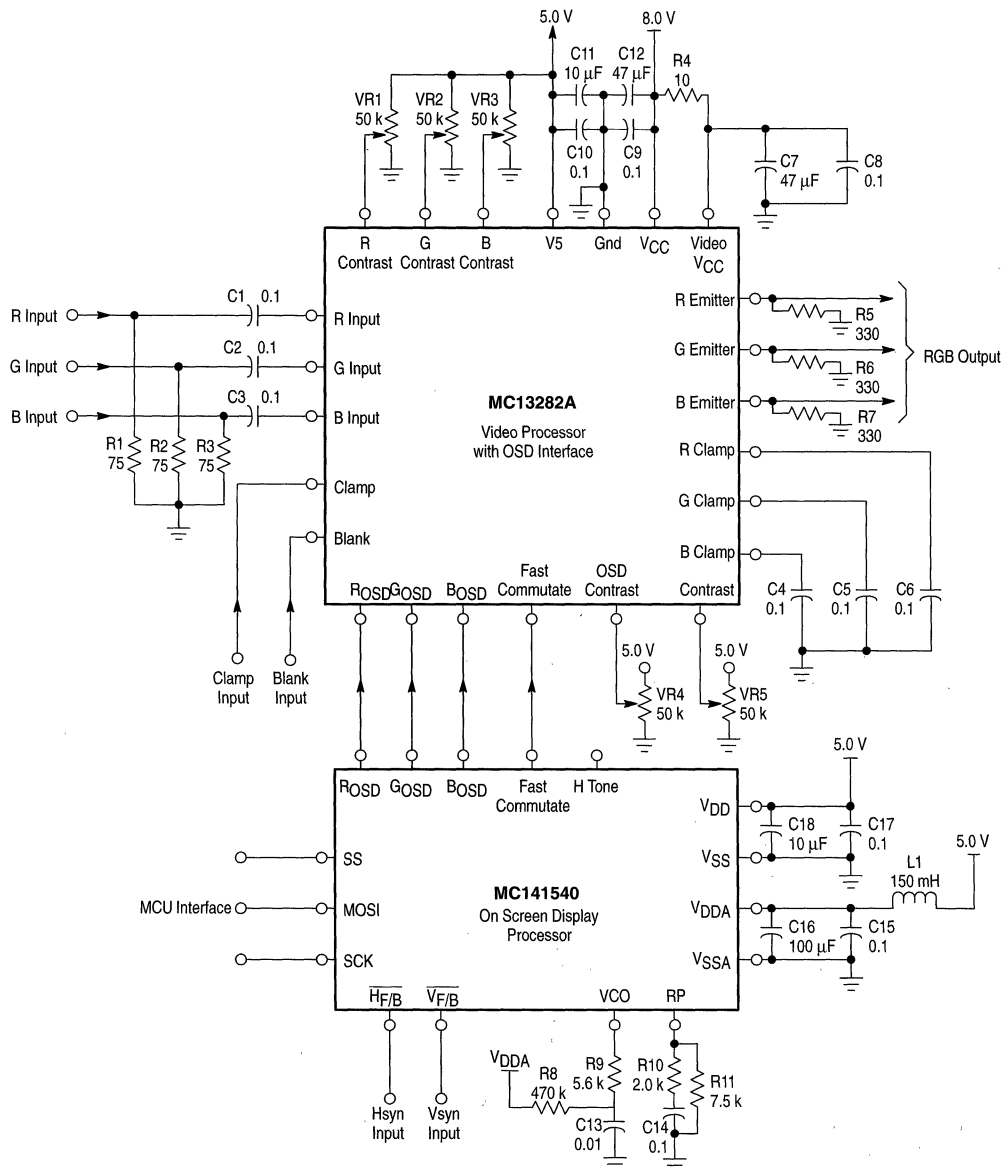 5.0 V
8.0 V
C11
10 µF
C12
47 µF
R4
10
VR1
50 k
VR2
50 k
VR3
50 k
C10
0.1
C9
0.1
C7
47 µF
C8
0.1
R
Contrast
G
Contrast
B
Contrast
V5
Gnd
VCC
Video
VCC
R Input
C1
0.1
R Input
G Input
C2
0.1
G Input
B Input
C3
0.1
B Input
R1
75
R2
75
R3
75
Clamp
Blank
MC13282A
Video Processor
with OSD Interface
R Emitter
R5
330
G Emitter
R6
330
B Emitter
R7
330
RGB Output
R Clamp
G Clamp
B Clamp
C4
0.1
C5
0.1
C6
0.1
ROSD
GOSD
BOSD
Fast
Commutate
OSD
Contrast
Contrast
Clamp
Input
Blank
Input
5.0 V
VR4
50 k
5.0 V
VR5
50 k
ROSD
GOSD
BOSD
Fast
Commutate
H Tone
5.0 V
VDD
C18
10 µF
C17
0.1
VSS
SS
MCU Interface
MOSI
SCK
MC141540
On Screen Display
Processor
VDDA
L1
150 mH
5.0 V
C16
100 µF
C15
0.1
VSSA
HF/B
VF/B
VCO
RP
Hsyn
Input
Vsyn
Input
VDDA
R8
470 k
R9
5.6 k
C13
0.01
R10
2.0 k
R11
7.5 k
C14
0.1